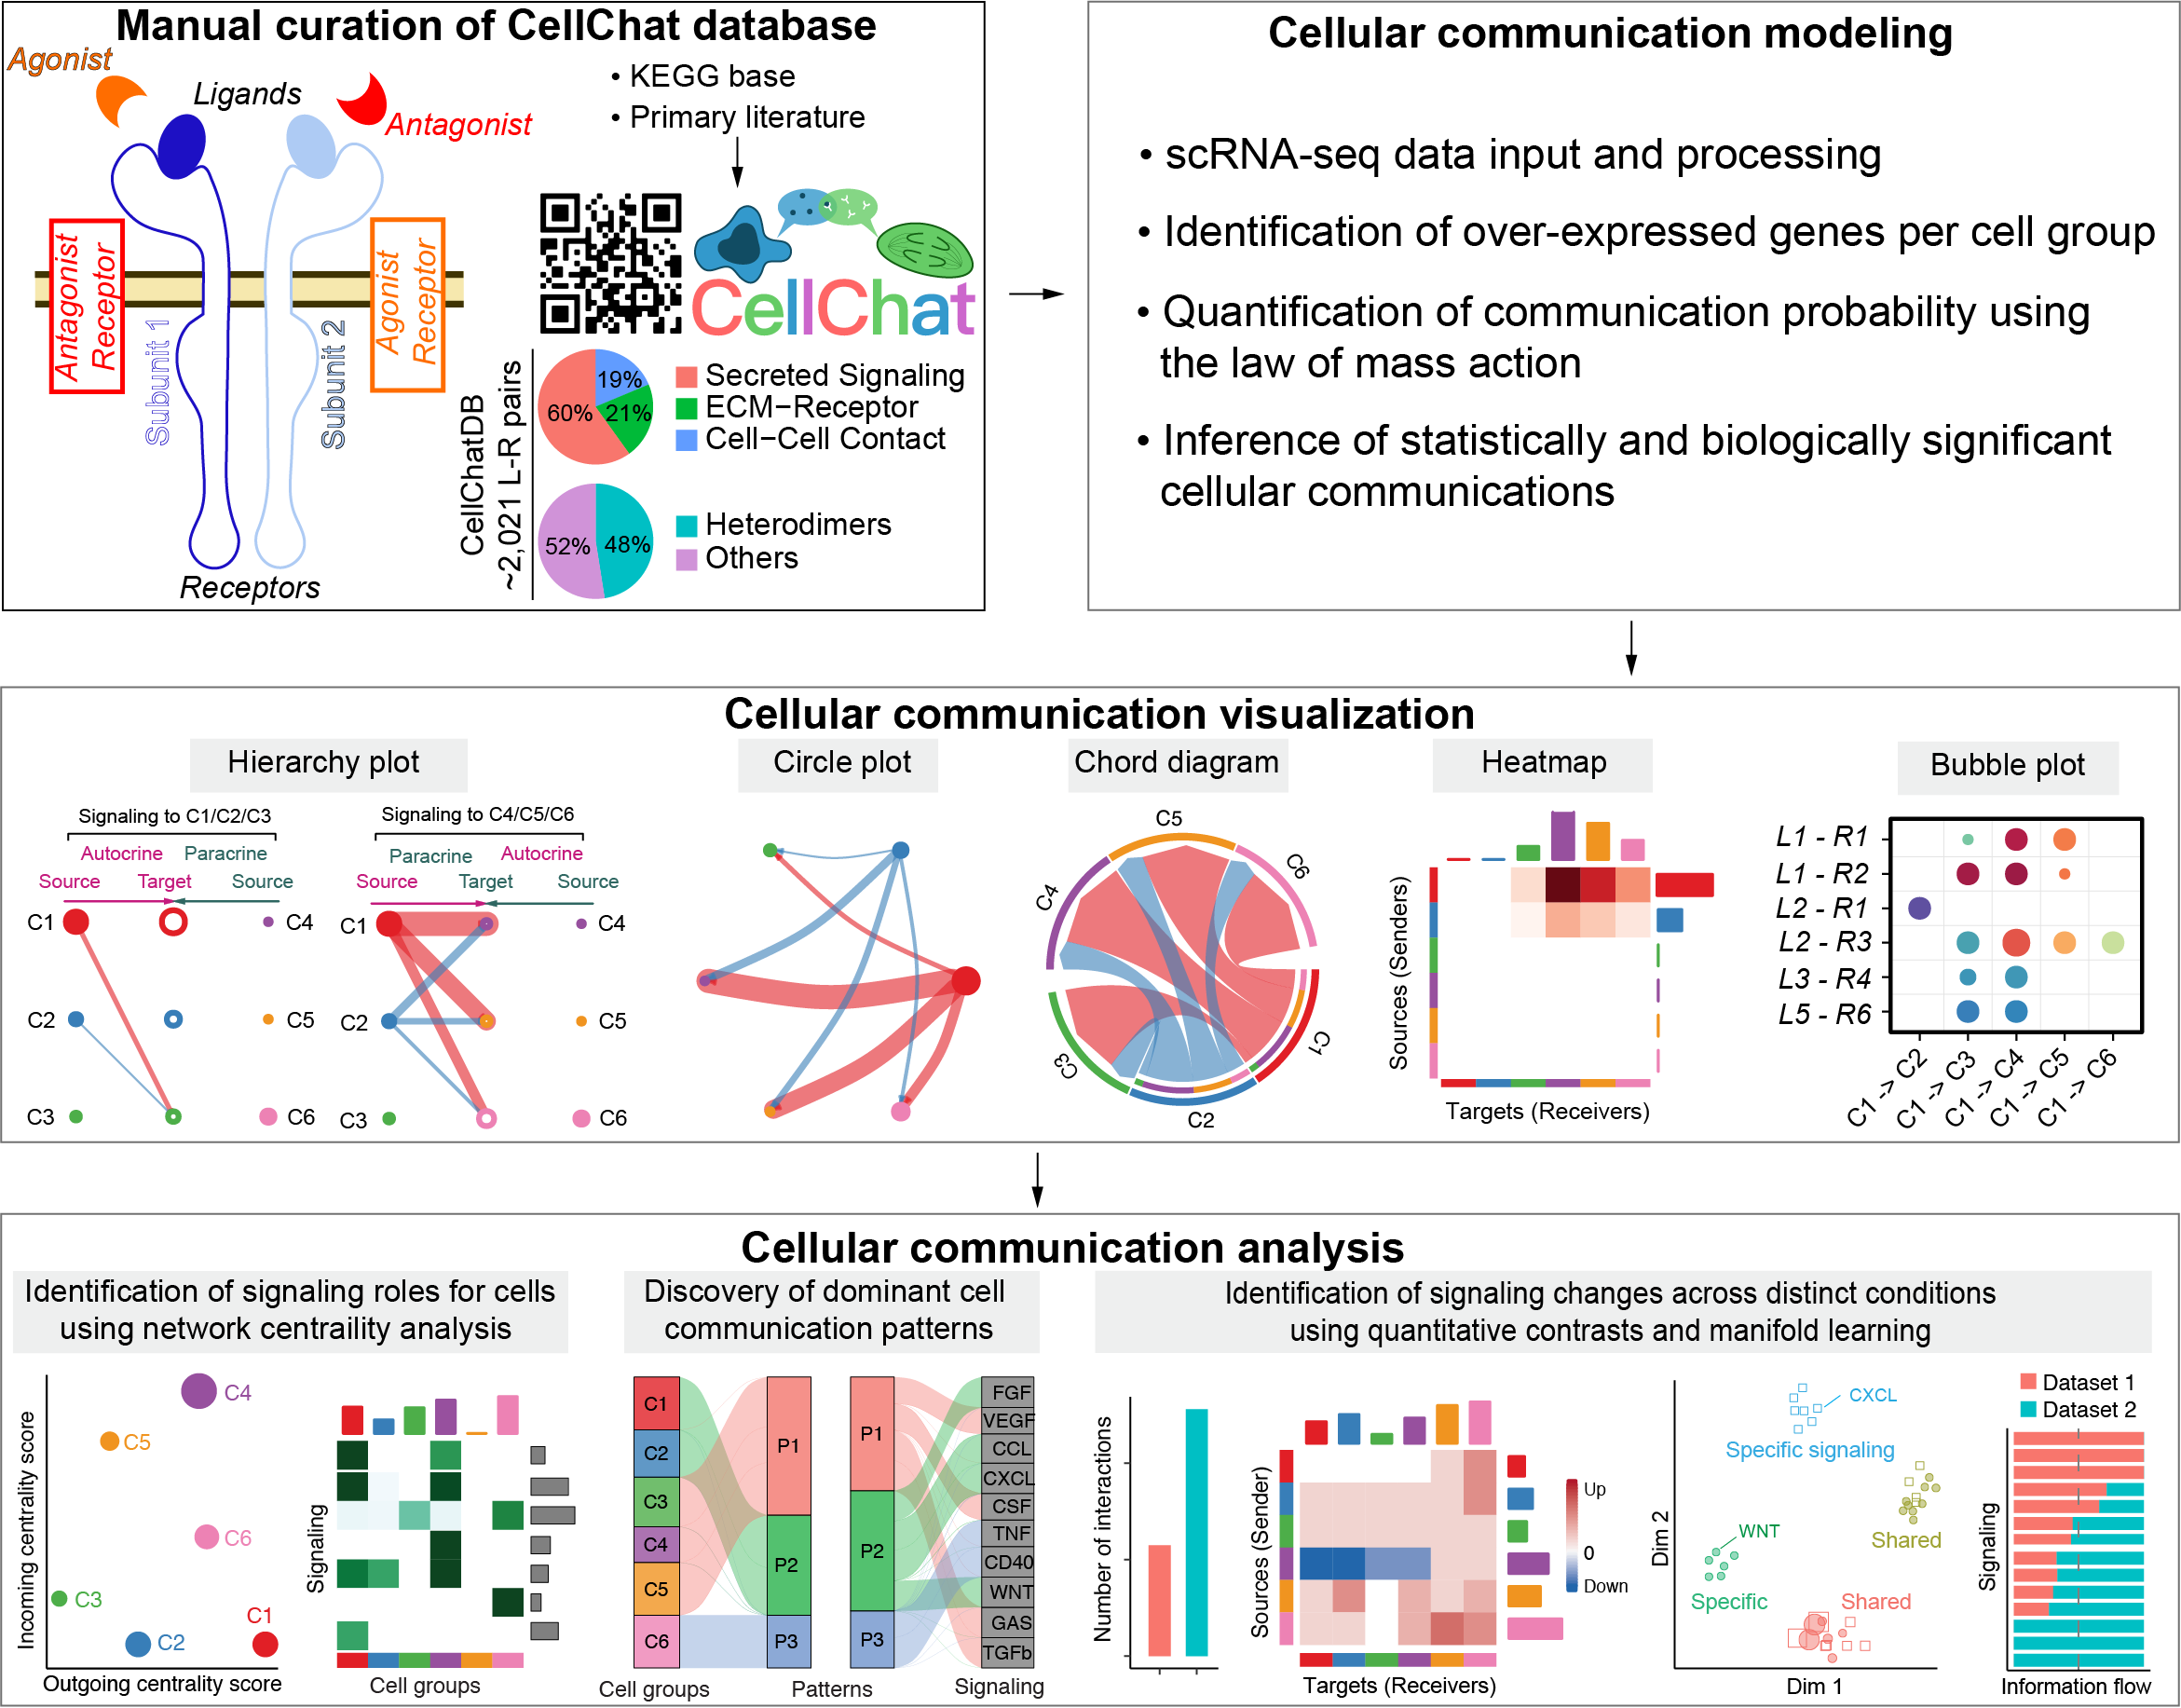 Manual curation of CellChat database
Agonist
Ligands
Antagonist
• KEGG base
• Primary literature
Antagonist
Receptor
Agonist
Receptor
Subunit 1
Subunit 2
Receptors
CellChat
CellChatDB
~2,021 L-R pairs
19%
60%
21%
Secreted Signaling
ECM−Receptor
Cell−Cell Contact
52%
48%
Heterodimers
Others
Cellular communication modeling
• scRNA-seq data input and processing
• Identification of over-expressed genes per cell group
• Quantification of communication probability using
the law of mass action
• Inference of statistically and biologically significant
cellular communications
Cellular communication visualization
Hierarchy plot
Signaling to C1/C2/C3
Autocrine Paracrine
Source Target Source
C1 C4
C2 C5
C3 C6
Signaling to C4/C5/C6
Paracrine Autocrine
Source Target Source
C1 C4
C2 C5
C3 C6
Circle plot
Chord diagram
C5
C6
C4
C1
C3
C2
Heatmap
Sources (Senders)
Targets (Receivers)
Bubble plot
L1 - R1
L1 - R2
L2 - R1
L2 - R3
L3 - R4
L5 - R6
C1 -> C2
C1 -> C3
C1 -> C4
C1 -> C5
C1 -> C6
Cellular communication analysis
Identification of signaling roles for cells
using network centraility analysis
Incoming centrality score
C4
C5
C6
C3
C1
C2
Outgoing centrality score
Signaling
Cell groups
Discovery of dominant cell
communication patterns
C1
C2
C3
C4
C5
C6
P1
P2
P3
P1
P2
P3
FGF
VEGF
CCL
CXCL
CSF
TNF
CD40
WNT
GAS
TGFb
Cell groups
Patterns
Signaling
Identification of signaling changes across distinct conditions
using quantitative contrasts and manifold learning
Number of interactions
Sources (Sender)
Targets (Receivers)
Up
0
Down
Dim 2
CXCL
Specific signaling
Shared
WNT
Specific
Shared
Dim 1
Dataset 1
Dataset 2
Signaling
Information flow